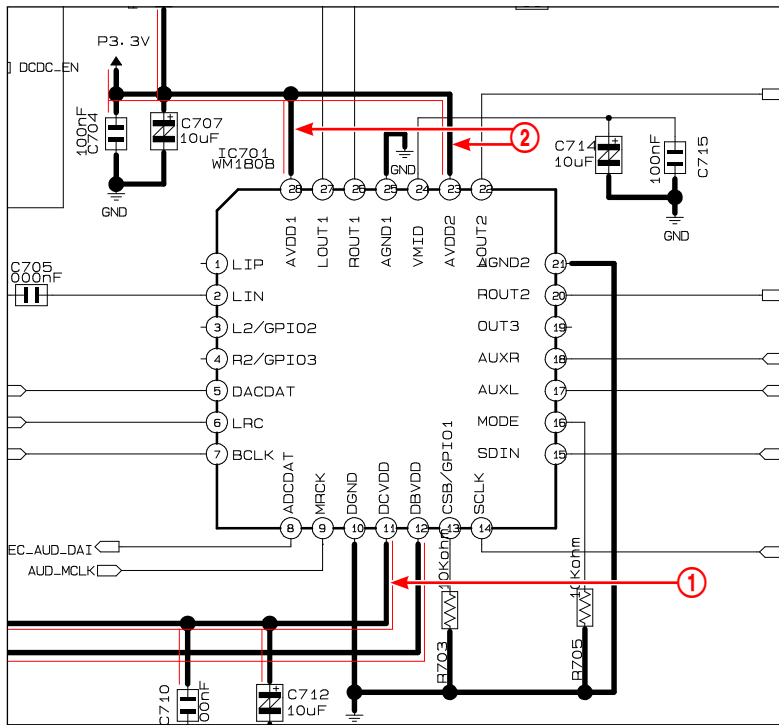 P3.3V
] DCDC_EN
100nF
C704
C707
10uF
IC701
WM1808
2
C714
10uF
100nF
C715
GND
GND
GND
28
27
26
25
24
23
22
AVDD1
LOUT1
ROUT1
AGND1
VMID
AVDD2
LOUT2
C705
000nF
1
LIP
2
LIN
3
L2/GPIO2
4
R2/GPIO3
5
DACDAT
6
LRC
7
BCLK
AGND2
21
ROUT2
20
OUT3
19
AUXR
18
AUXL
17
MODE
16
SDIN
15
ADCDAT
MRCK
DGND
DCVDD
DBVDD
CSB/GPIO1
SCLK
8
9
10
11
12
13
14
EC_AUD_DAI
AUD_MCLK
10Kohm
R703
10Kohm
R705
1
C710
00nF
C712
10uF